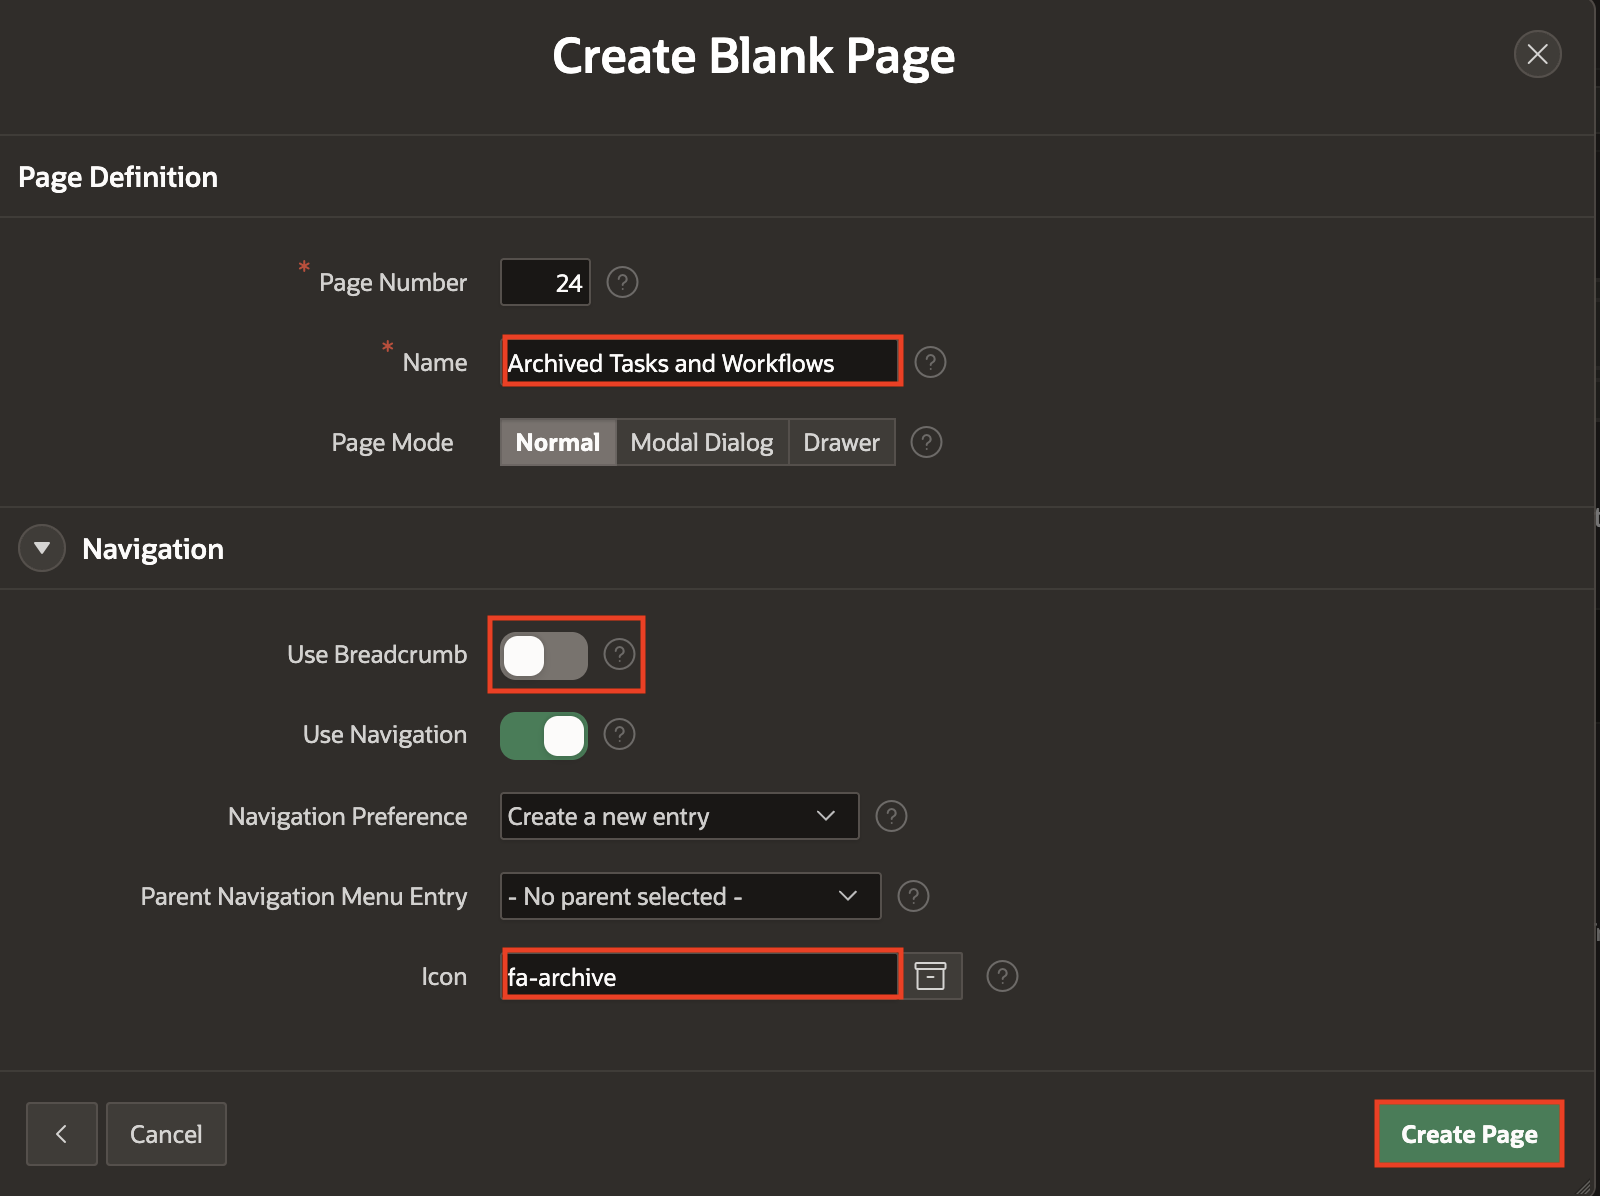 Create Blank Page
Page Definition
* Page Number 24 ?
* Name Archived Tasks and Workflows ?
Page Mode Normal Modal Dialog Drawer ?
Navigation
Use Breadcrumb ?
Use Navigation ?
Navigation Preference Create a new entry ?
Parent Navigation Menu Entry - No parent selected - ?
Icon fa-archive ?
Cancel Create Page